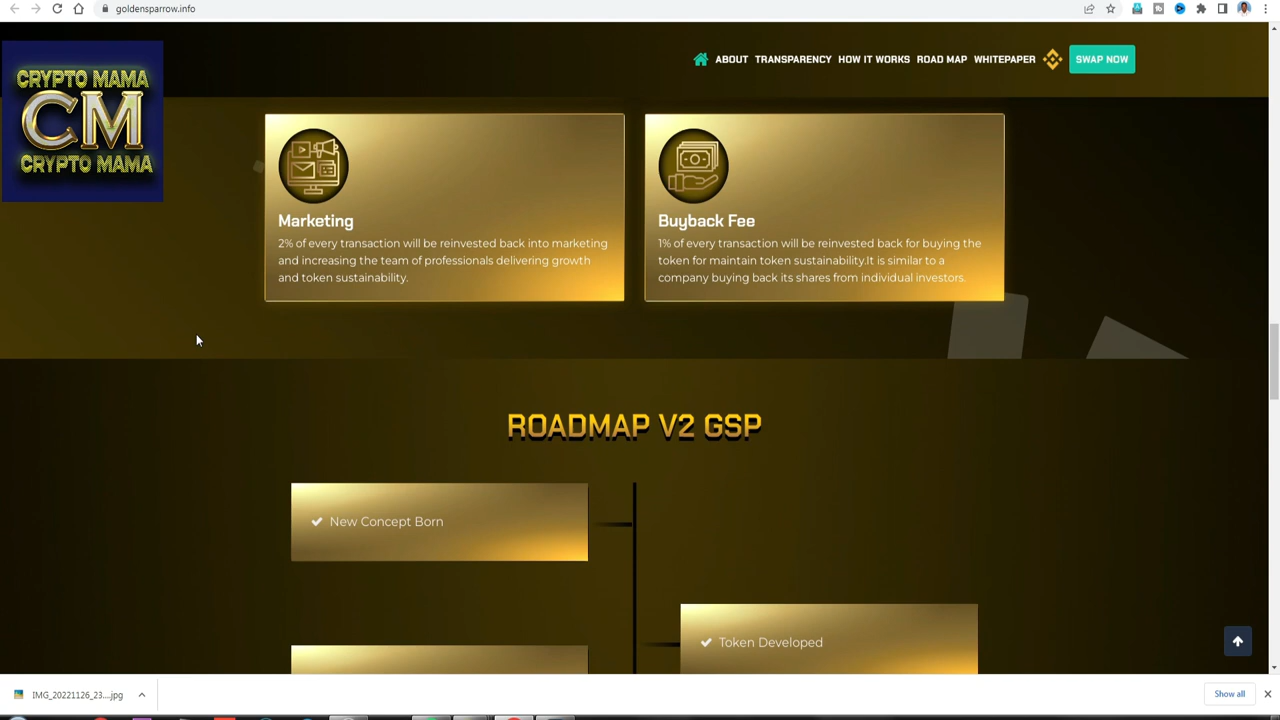 goldensparrow.info
CRYPTO MAMA
CM
CRYPTO MAMA
ABOUT TRANSPARENCY HOW IT WORKS ROAD MAP WHITEPAPER SWAP NOW
Marketing
2% of every transaction will be reinvested back into marketing
and increasing the team of professionals delivering growth
and token sustainability.
Buyback Fee
1% of every transaction will be reinvested back for buying the
token for maintain token sustainability.It is similar to a
company buying back its shares from individual investors.
ROADMAP V2 GSP
New Concept Born
Token Developed
IMG_20221126_23....jpg
Show all